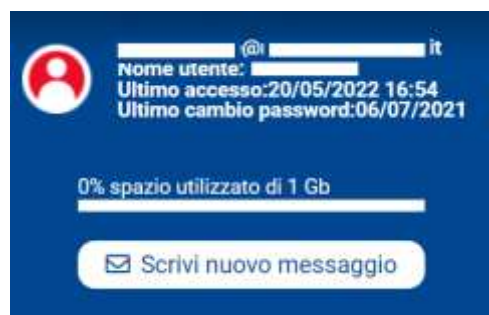 @ it
Nome utente:
Ultimo accesso:20/05/2022 16:54
Ultimo cambio password:06/07/2021
0% spazio utilizzato di 1 Gb
Scrivi nuovo messaggio